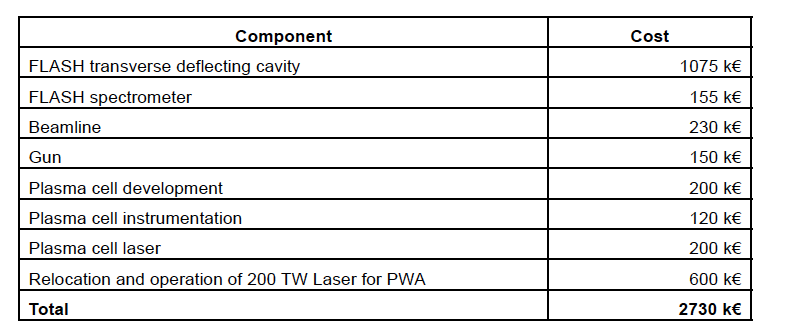 Component Cost
FLASH transverse deflecting cavity 1075 k€
FLASH spectrometer 155 k€
Beamline 230 k€
Gun 150 k€
Plasma cell development 200 k€
Plasma cell instrumentation 120 k€
Plasma cell laser 200 k€
Relocation and operation of 200 TW Laser for PWA 600 k€
Total 2730 k€